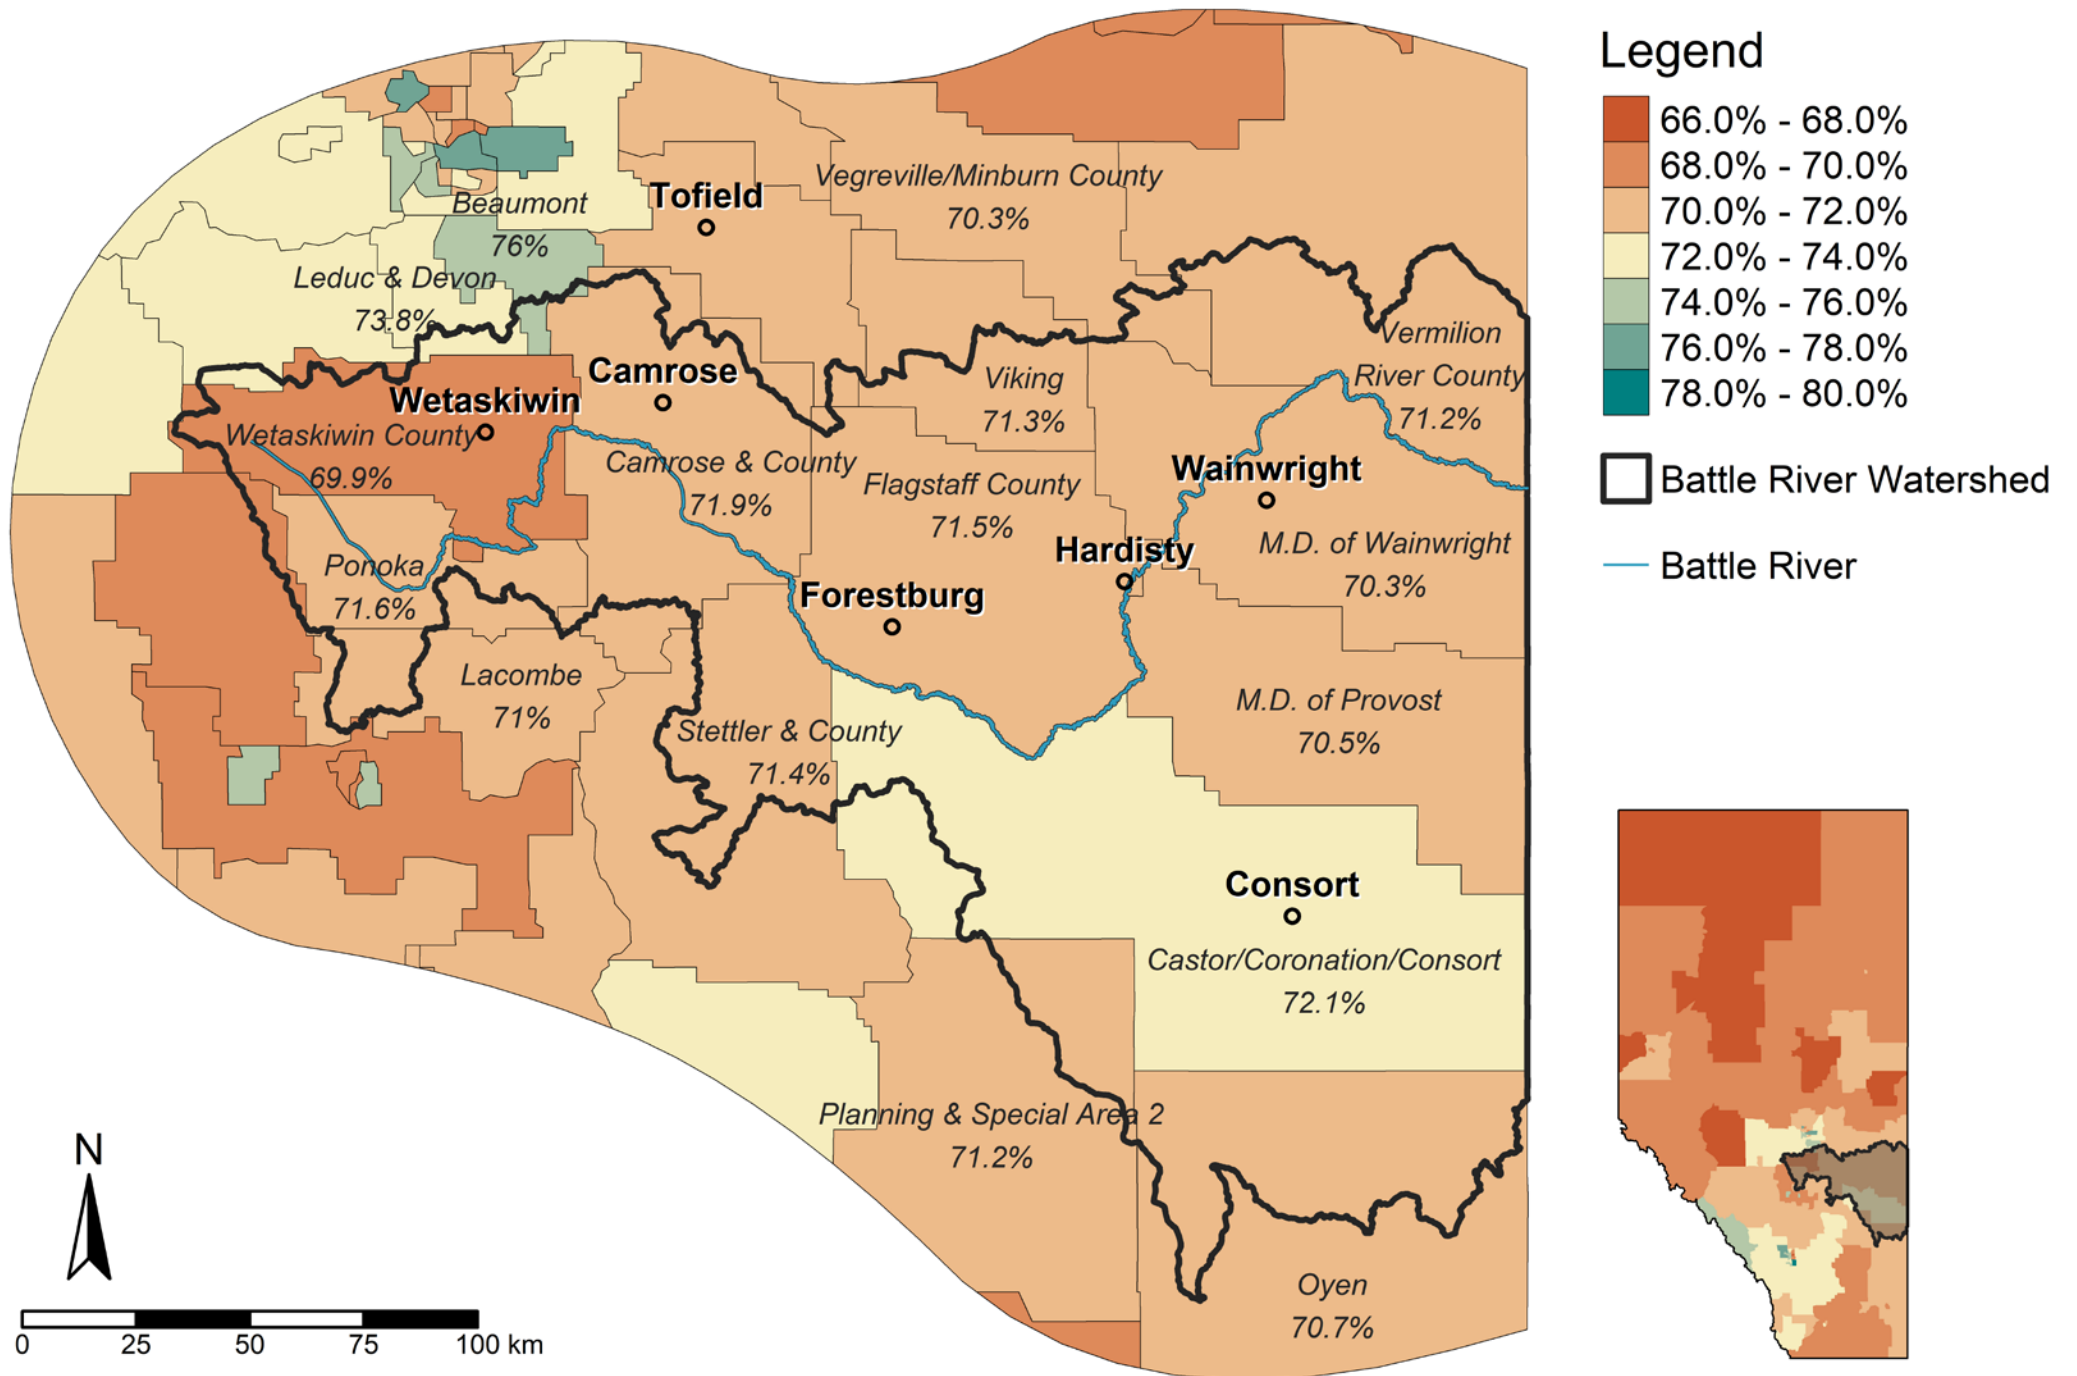 Legend
66.0% - 68.0%
68.0% - 70.0%
70.0% - 72.0%
72.0% - 74.0%
74.0% - 76.0%
76.0% - 78.0%
78.0% - 80.0%
Battle River Watershed
Battle River
Vegreville/Minburn County
70.3%
Tofield
Beaumont
76%
Leduc & Devon
73.8%
Vermilion
River County
71.2%
Camrose
Viking
71.3%
Wetaskiwin
Wetaskiwin County
69.9%
Camrose & County
71.9%
Flagstaff County
71.5%
Wainwright
M.D. of Wainwright
70.3%
Hardisty
Ponoka
71.6%
Forestburg
Lacombe
71%
M.D. of Provost
70.5%
Stettler & County
71.4%
Consort
Castor/Coronation/Consort
72.1%
Planning & Special Area 2
71.2%
Oyen
70.7%
N
0 25 50 75 100 km